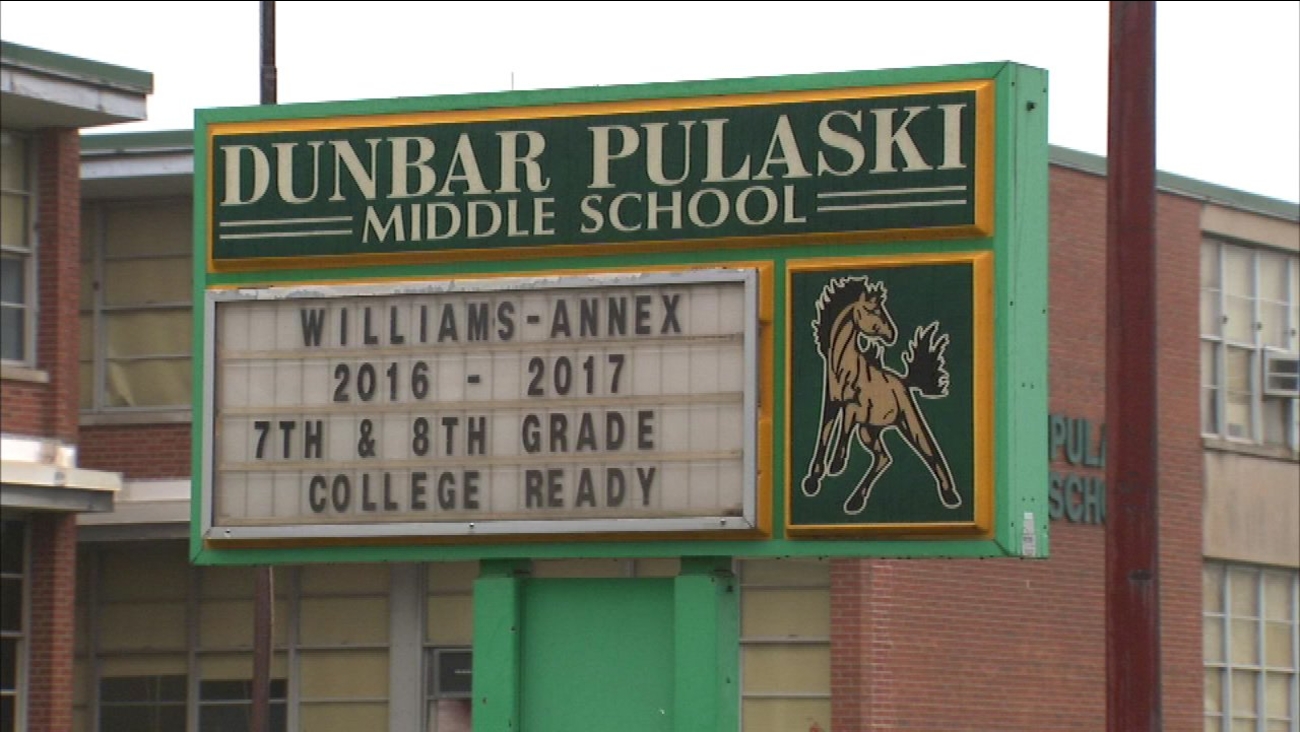 DUNBAR PULASKI
MIDDLE SCHOOL
WILLIAMS-ANNEX
2016 - 2017
7TH & 8TH GRADE
COLLEGE READY